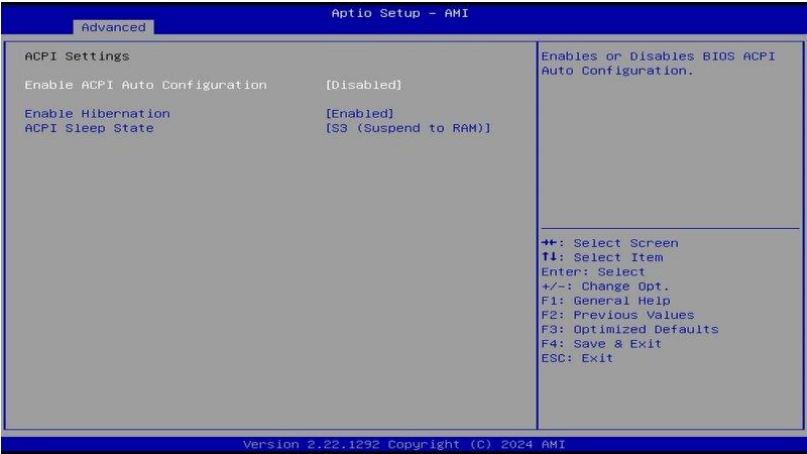 Aptio Setup - AMI
Advanced
ACPI Settings
Enable ACPI Auto Configuration [Disabled]
Enable Hibernation [Enabled]
ACPI Sleep State [S3 (Suspend to RAM)]
Enables or Disables BIOS ACPI
Auto Configuration.
→←: Select Screen
↑↓: Select Item
Enter: Select
+/-: Change Opt.
F1: General Help
F2: Previous Values
F3: Optimized Defaults
F4: Save & Exit
ESC: Exit
Version 2.22.1292 Copyright (C) 2024 AMI